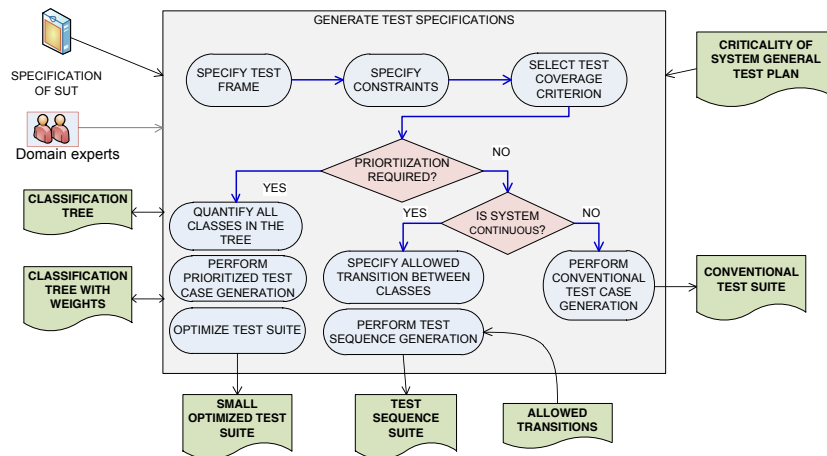 GENERATE TEST SPECIFICATIONS
SPECIFICATION
OF SUT
Domain experts
SPECIFY TEST
FRAME
SPECIFY
CONSTRAINTS
SELECT TEST
COVERAGE
CRITERION
CRITICALITY OF
SYSTEM GENERAL
TEST PLAN
PRIORTIIZATION
REQUIRED?
NO
YES
CLASSIFICATION
TREE
QUANTIFY ALL
CLASSES IN THE
TREE
YES
IS SYSTEM
CONTINUOUS?
NO
CLASSIFICATION
TREE WITH
WEIGHTS
PERFORM
PRIORITIZED TEST
CASE GENERATION
SPECIFY ALLOWED
TRANSITION BETWEEN
CLASSES
PERFORM
CONVENTIONAL
TEST CASE
GENERATION
CONVENTIONAL
TEST SUITE
OPTIMIZE TEST SUITE
PERFORM TEST
SEQUENCE GENERATION
SMALL
OPTIMIZED TEST
SUITE
TEST
SEQUENCE
SUITE
ALLOWED
TRANSITIONS